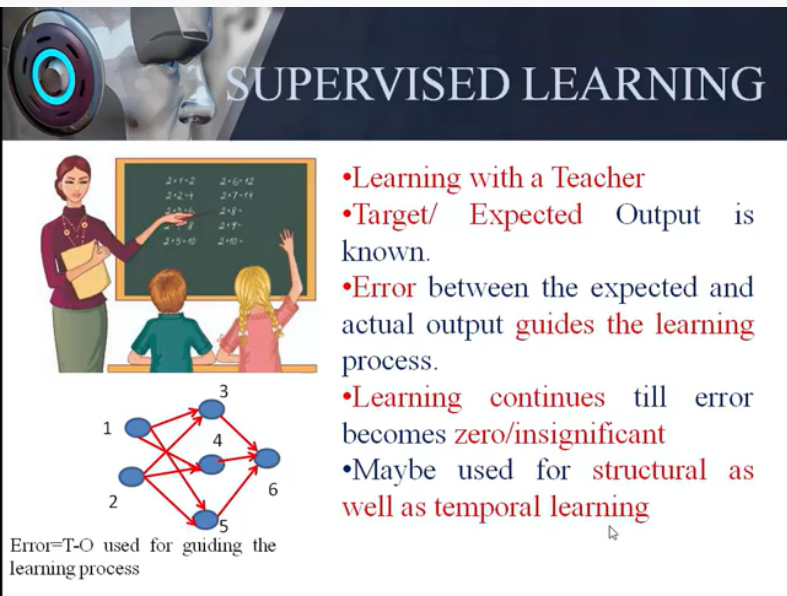 SUPERVISED LEARNING
2×1=2 2×6=12
2×2=4 2×7=14
2×3=6 2×8=
8 2×9=
2×5=10 2×10=
•Learning with a Teacher
•Target/ Expected Output is
known.
•Error between the expected and
actual output guides the learning
process.
•Learning continues till error
becomes zero/insignificant
•Maybe used for structural as
well as temporal learning
3
1
4
6
2
5
Error=T-O used for guiding the
learning process